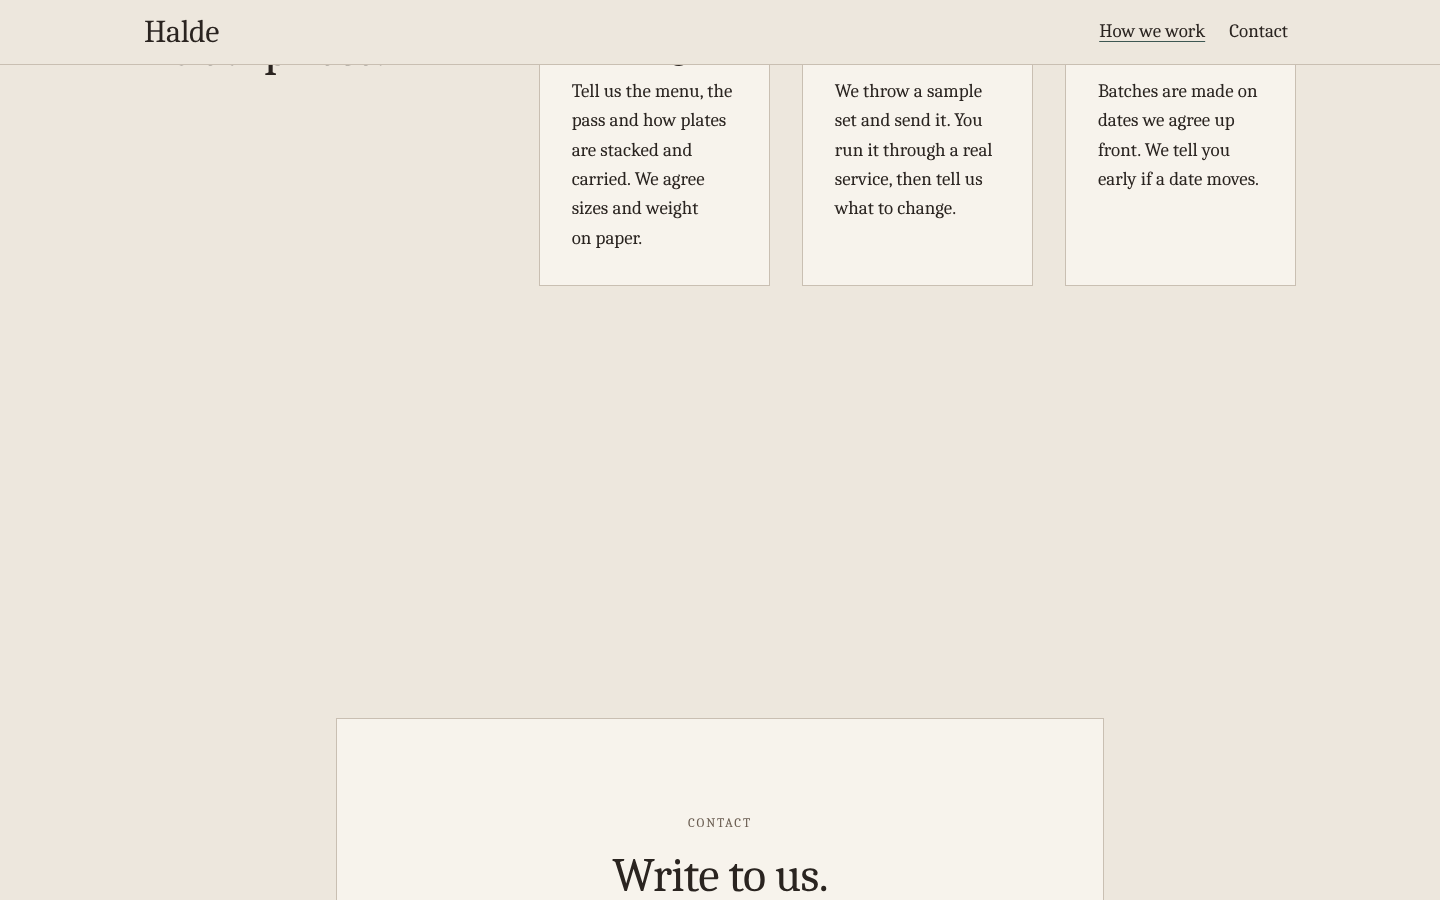 Halde
How we work
Contact
Tell us the menu, the
pass and how plates
are stacked and
carried. We agree
sizes and weight
on paper.
We throw a sample
set and send it. You
run it through a real
service, then tell us
what to change.
Batches are made on
dates we agree up
front. We tell you
early if a date moves.
CONTACT
Write to us.